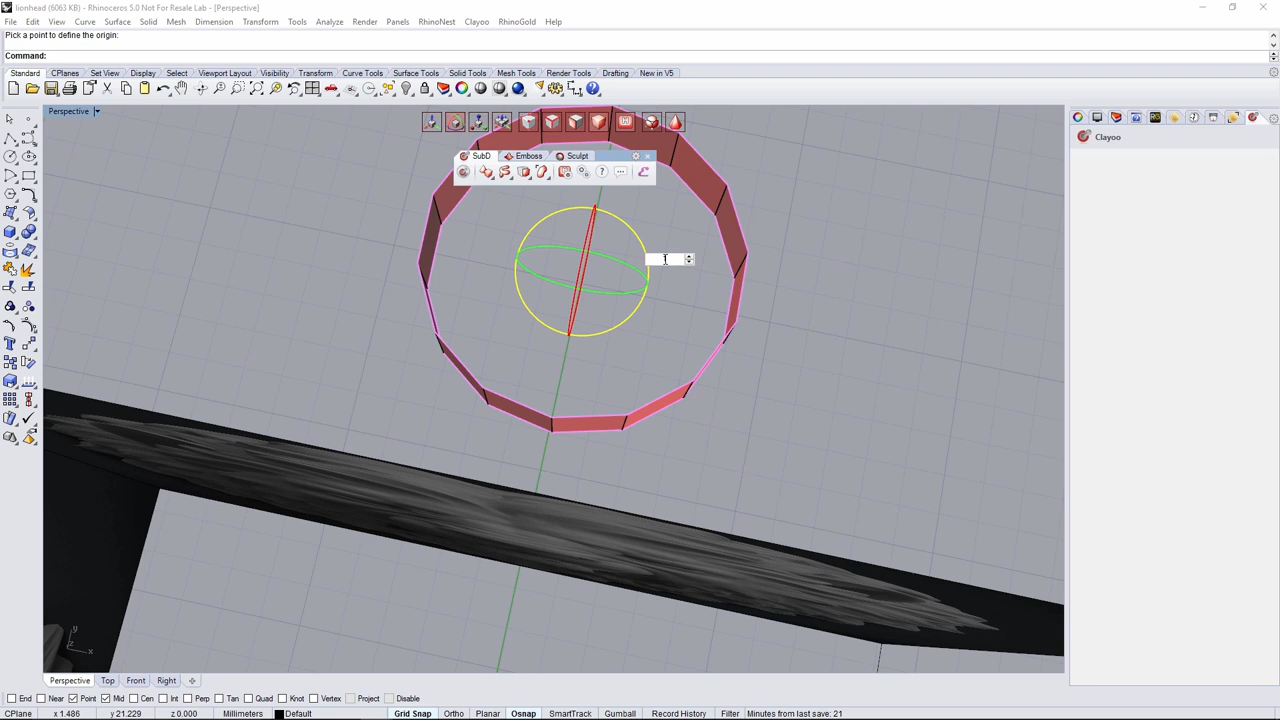 lionhead (6063 KB) - Rhinoceros 5.0 Not For Resale Lab - [Perspective]
File Edit View Curve Surface Solid Mesh Dimension Transform Tools Analyze Render Panels RhinoNest Clayoo RhinoGold Help
Pick a point to define the origin:
Command:
Standard CPlanes Set View Display Select Viewport Layout Visibility Transform Curve Tools Surface Tools Solid Tools Mesh Tools Render Tools Drafting New in V5
Perspective
Clayoo
SubD Emboss Sculpt
y
z
x
Perspective Top Front Right
End Near Point Mid Cen Int Perp Tan Quad Knot Vertex Project Disable
CPlane x 1.486 y 21.229 z 0.000 Millimeters Default Grid Snap Ortho Planar Osnap SmartTrack Gumball Record History Filter Minutes from last save: 21